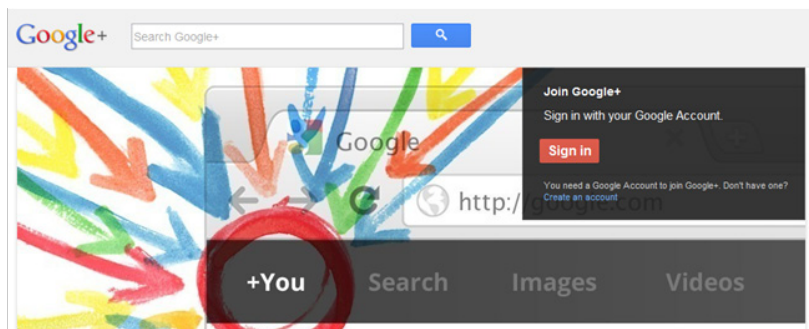 Google+
Search Google+
Join Google+
Sign in with your Google Account.
Sign in
You need a Google Account to join Google+. Don't have one?
Create an account
Google
http://google.com
+You Search Images Videos